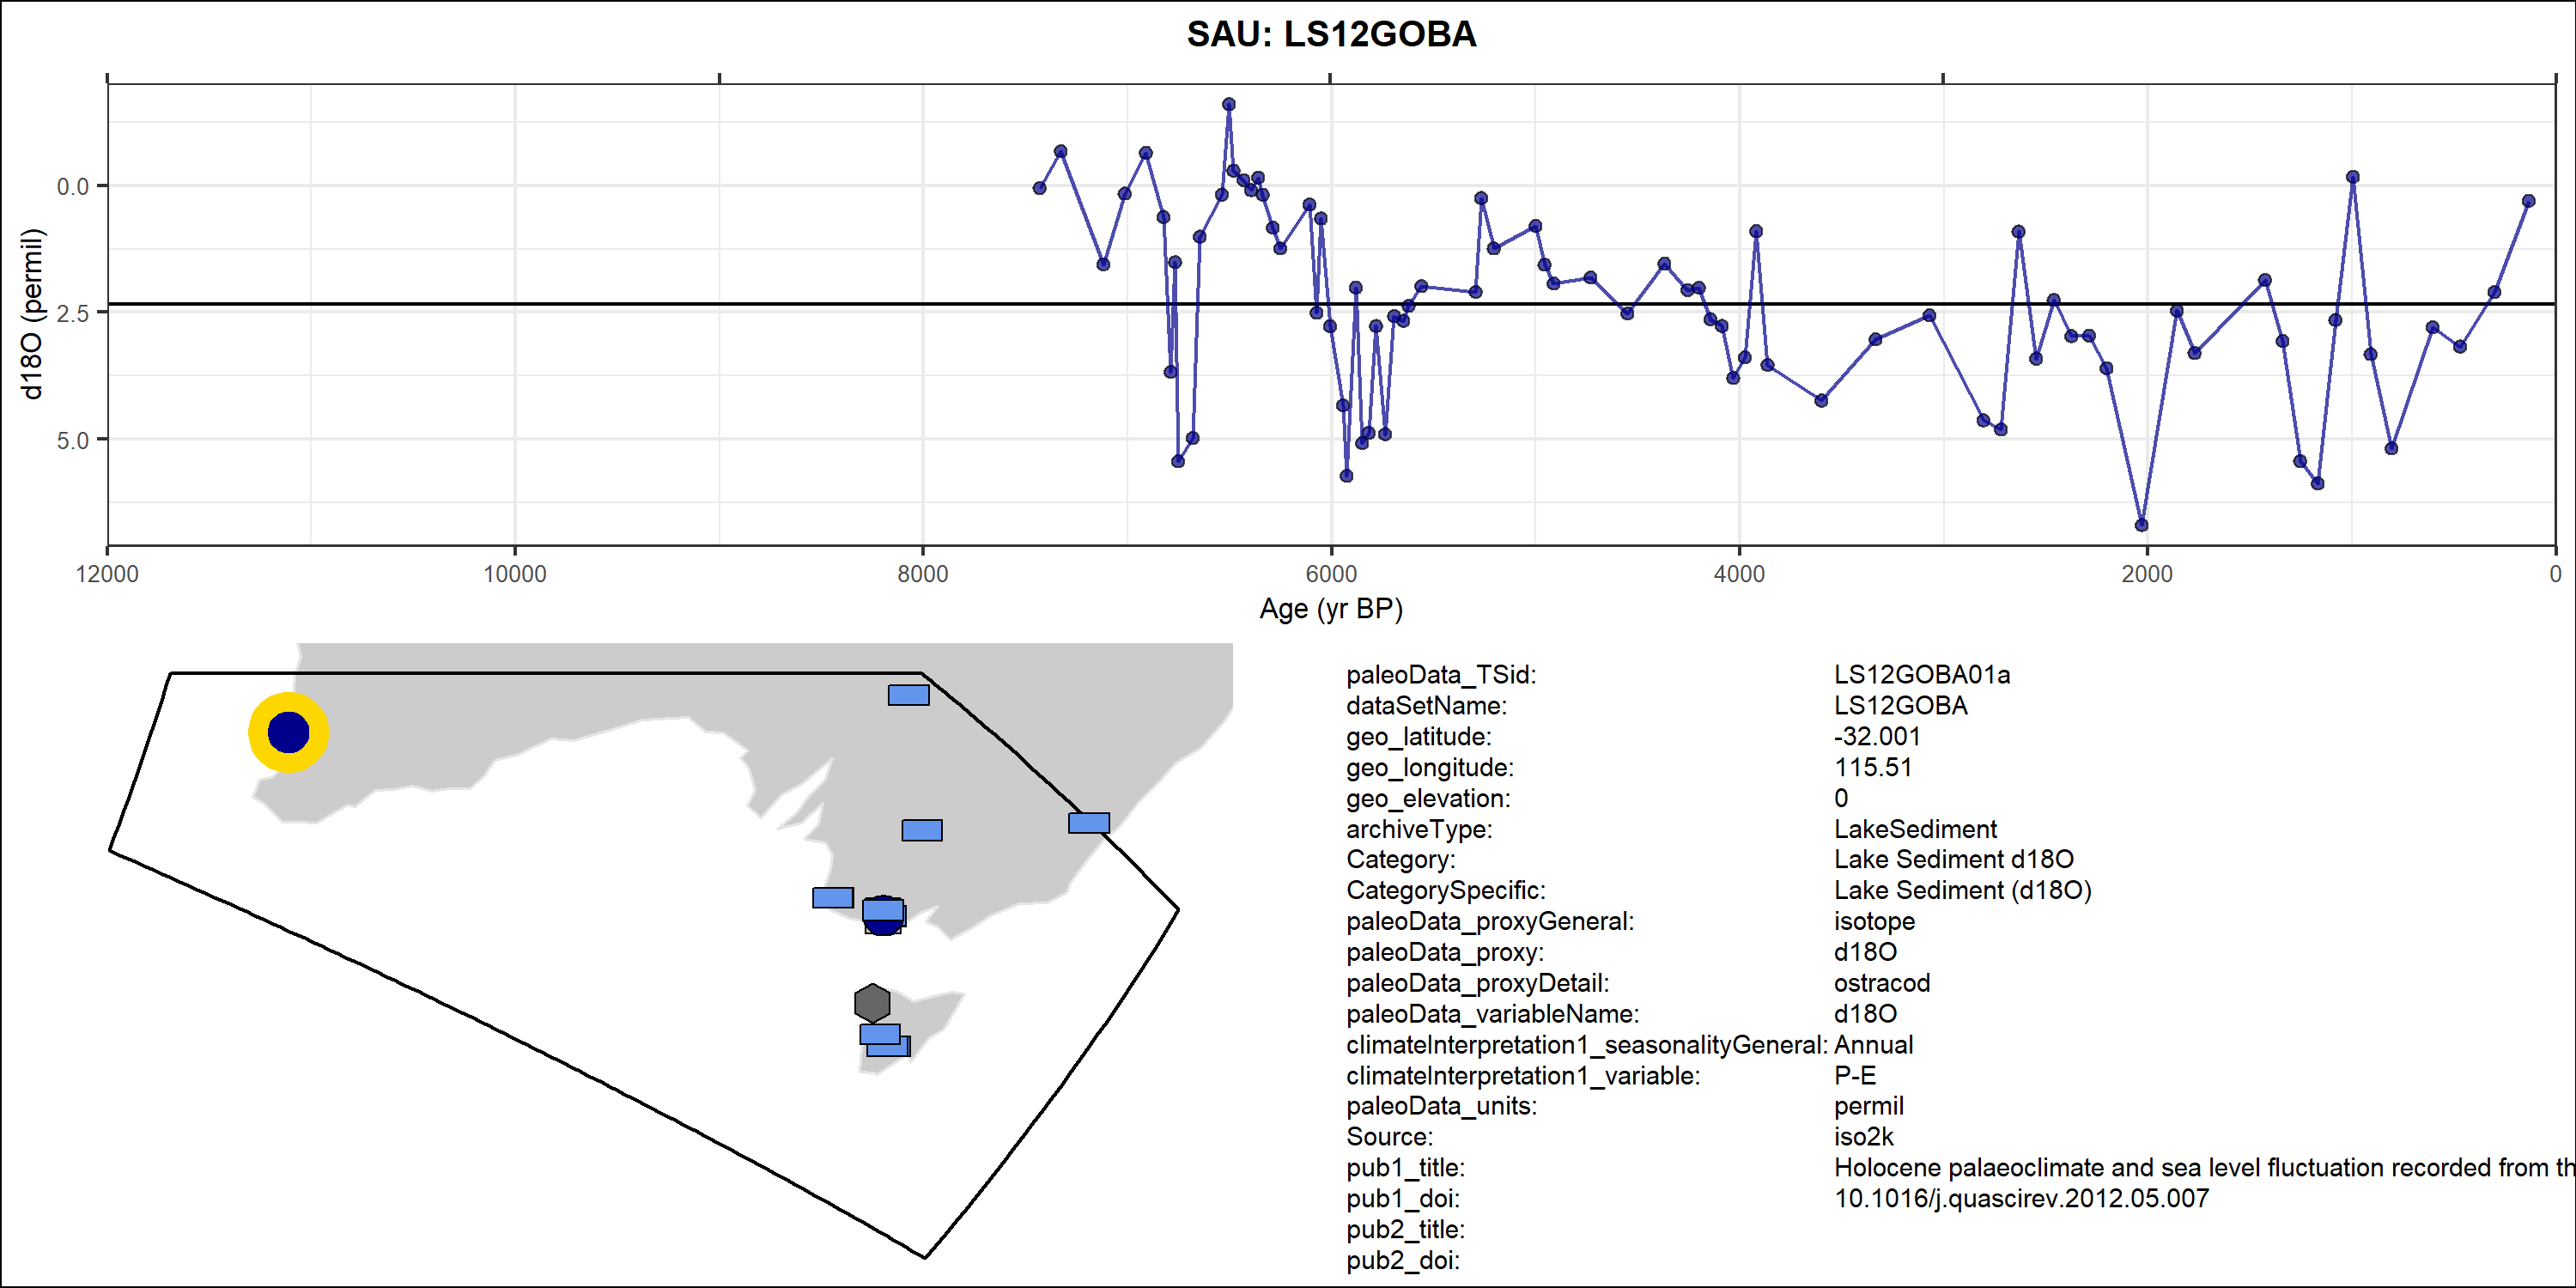 SAU: LS12GOBA
0.0
2.5
5.0
d18O (permil)
12000 10000 8000 6000 4000 2000 0
Age (yr BP)
paleoData_TSid: LS12GOBA01a
dataSetName: LS12GOBA
geo_latitude: -32.001
geo_longitude: 115.51
geo_elevation: 0
archiveType: LakeSediment
Category: Lake Sediment d18O
CategorySpecific: Lake Sediment (d18O)
paleoData_proxyGeneral: isotope
paleoData_proxy: d18O
paleoData_proxyDetail: ostracod
paleoData_variableName: d18O
climateInterpretation1_seasonalityGeneral: Annual
climateInterpretation1_variable: P-E
paleoData_units: permil
Source: iso2k
pub1_title: Holocene palaeoclimate and sea level fluctuation recorded from th
pub1_doi: 10.1016/j.quascirev.2012.05.007
pub2_title:
pub2_doi: